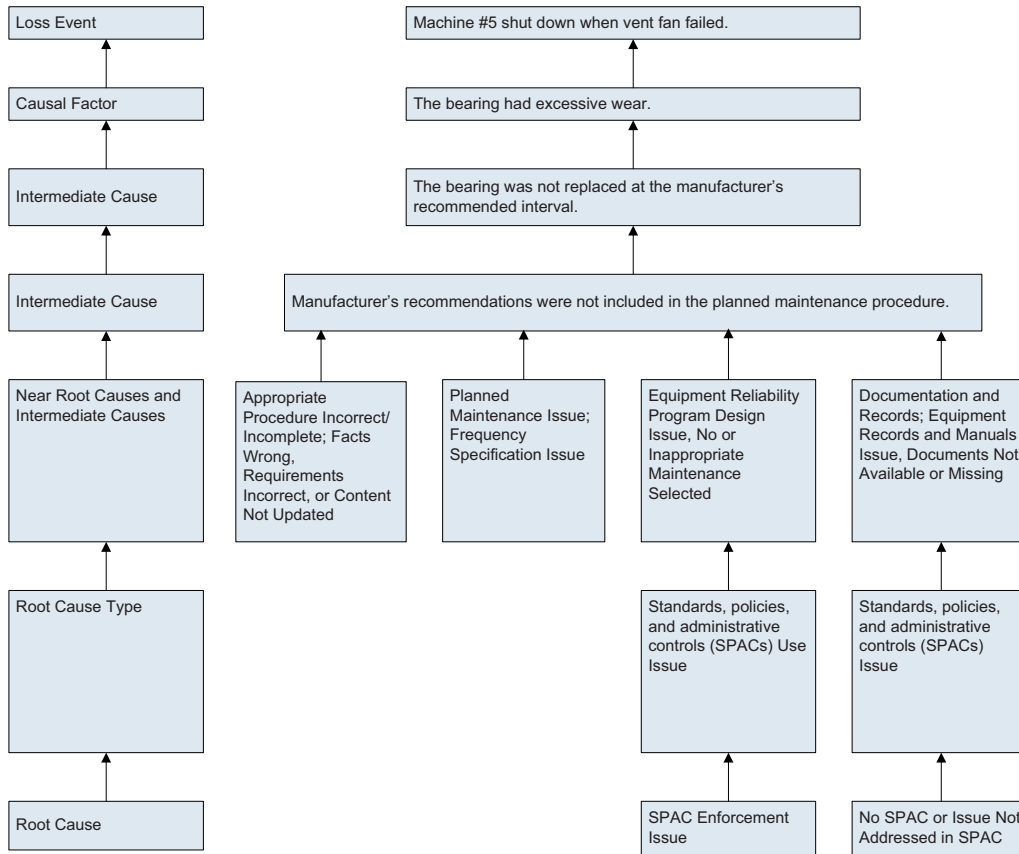 Loss Event
Machine #5 shut down when vent fan failed.
Causal Factor
The bearing had excessive wear.
Intermediate Cause
The bearing was not replaced at the manufacturer’s
recommended interval.
Intermediate Cause
Manufacturer’s recommendations were not included in the planned maintenance procedure.
Near Root Causes and
Intermediate Causes
Appropriate
Procedure Incorrect/
Incomplete; Facts
Wrong,
Requirements
Incorrect, or Content
Not Updated
Planned
Maintenance Issue;
Frequency
Specification Issue
Equipment Reliability
Program Design
Issue, No or
Inappropriate
Maintenance
Selected
Documentation and
Records; Equipment
Records and Manuals
Issue, Documents Not
Available or Missing
Root Cause Type
Standards, policies,
and administrative
controls (SPACs) Use
Issue
Standards, policies,
and administrative
controls (SPACs)
Issue
Root Cause
SPAC Enforcement
Issue
No SPAC or Issue Not
Addressed in SPAC